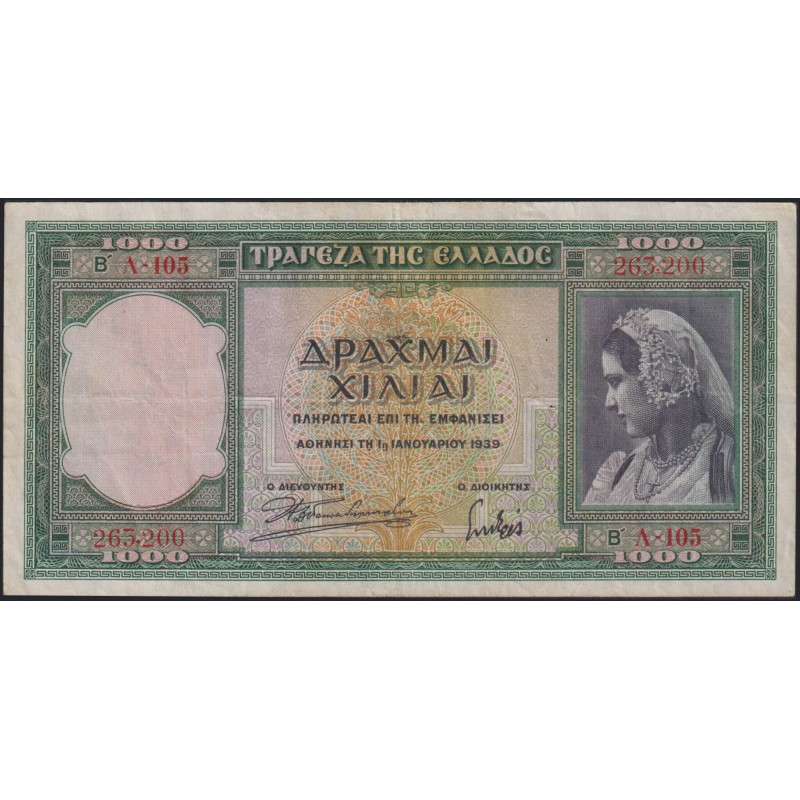 1000 1000
Β΄ Λ·105 ΤΡΑΠΕΖΑ ΤΗΣ ΕΛΛΑΔΟΣ 263·200
ΔΡΑΧΜΑΙ
ΧΙΛΙΑΙ
ΠΛΗΡΩΤΕΑΙ ΕΠΙ ΤΗ͵ ΕΜΦΑΝΙΣΕΙ
ΑΘΗΝΗΣΙ ΤΗ 1η ΙΑΝΟΥΑΡΙΟΥ 1939
Ο ΔΙΕΥΘΥΝΤΗΣ Ο ΔΙΟΙΚΗΤΗΣ
263·200 Β΄ Λ·105
1000 1000